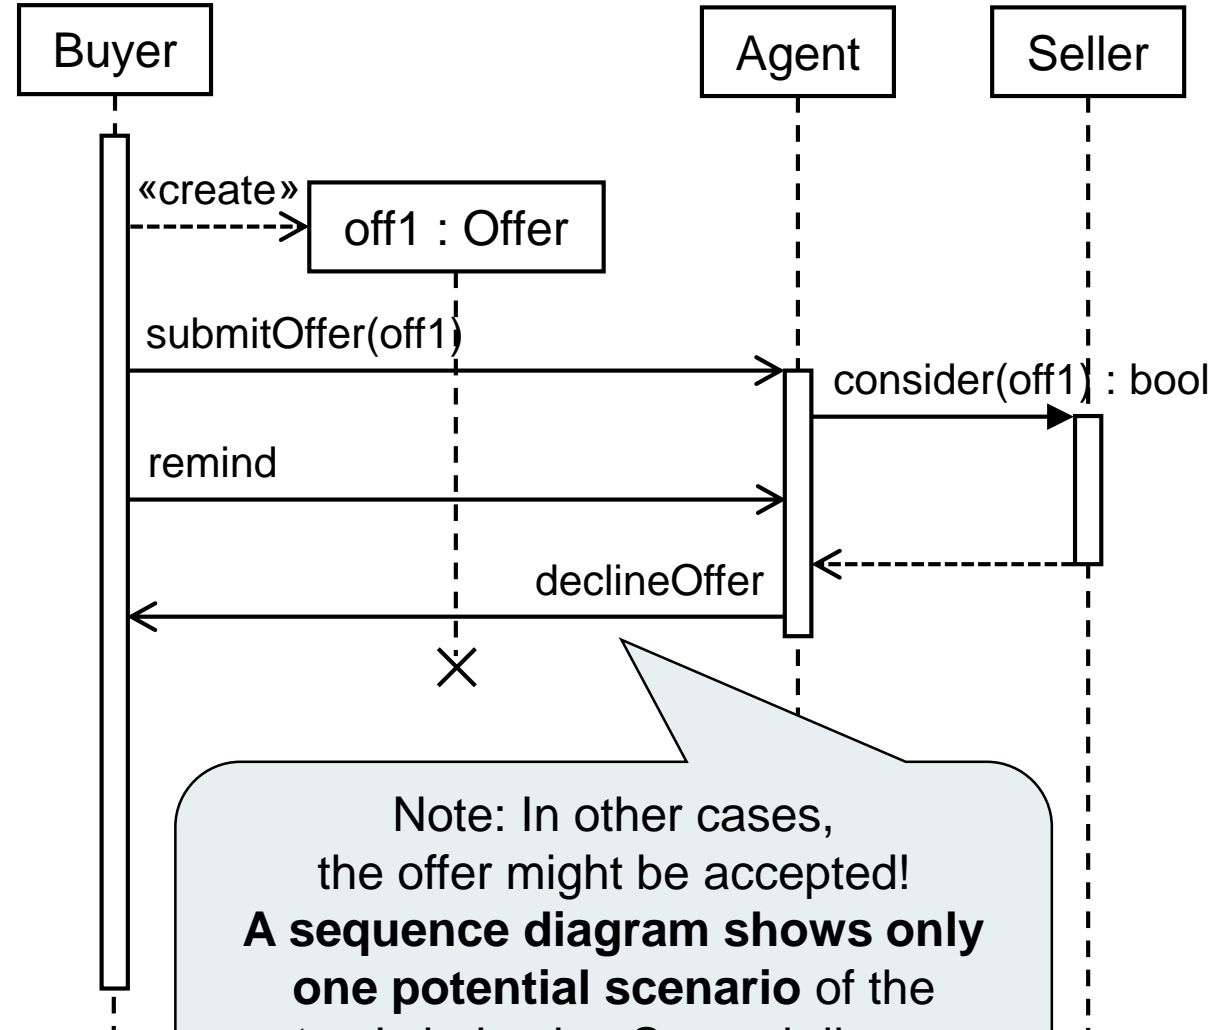 Buyer
Agent
Seller
«create»
off1 : Offer
submitOffer(off1)
consider(off1) : bool
remind
declineOffer
Note: In other cases,
the offer might be accepted!
A sequence diagram shows only
one potential scenario of the